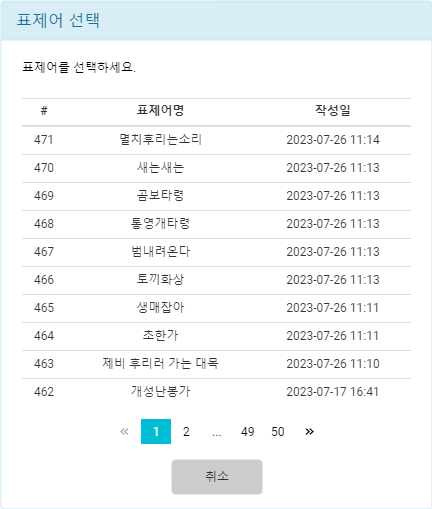 표제어 선택
표제어를 선택하세요.
# 표제어명 작성일
471 멸치후리는소리 2023-07-26 11:14
470 새는새는 2023-07-26 11:13
469 곰보타령 2023-07-26 11:13
468 통영개타령 2023-07-26 11:13
467 범내려온다 2023-07-26 11:13
466 토끼화상 2023-07-26 11:13
465 생매잡아 2023-07-26 11:11
464 초한가 2023-07-26 11:11
463 제비 후리러 가는 대목 2023-07-26 11:10
462 개성난봉가 2023-07-17 16:41
« 1 2 ... 49 50 »
취소